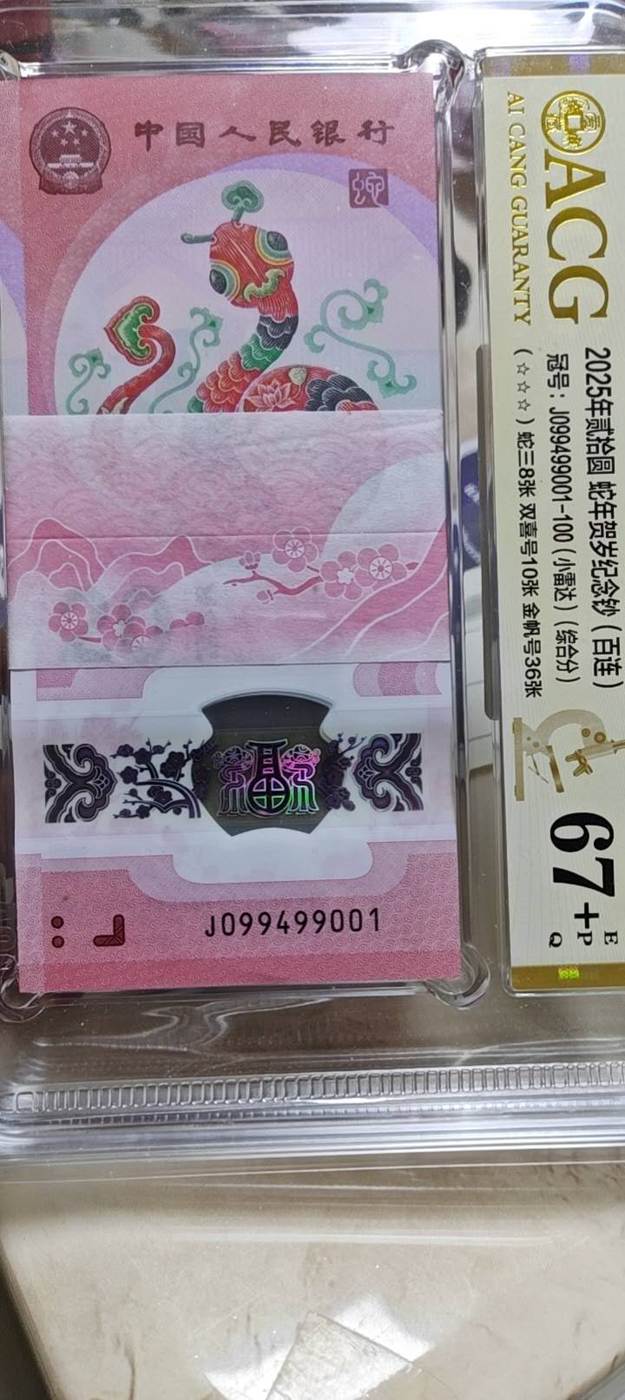 中国人民银行
蛇
J099499001
ACG
AI CANG GUARANTY
2025年贰拾圆 蛇年贺岁纪念钞（百连）
冠号：J099499001-100（小雷达）（综合分）
（☆☆☆）蛇三8张 双喜号10张 金帆号36张
67+
E
P
Q